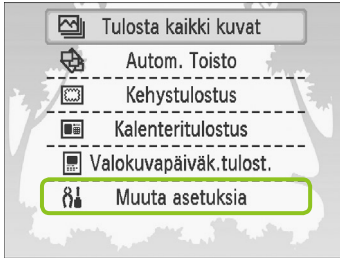 Tulosta kaikki kuvat
Autom. Toisto
Kehystulostus
Kalenteritulostus
Valokuvapäiväk.tulost.
Muuta asetuksia